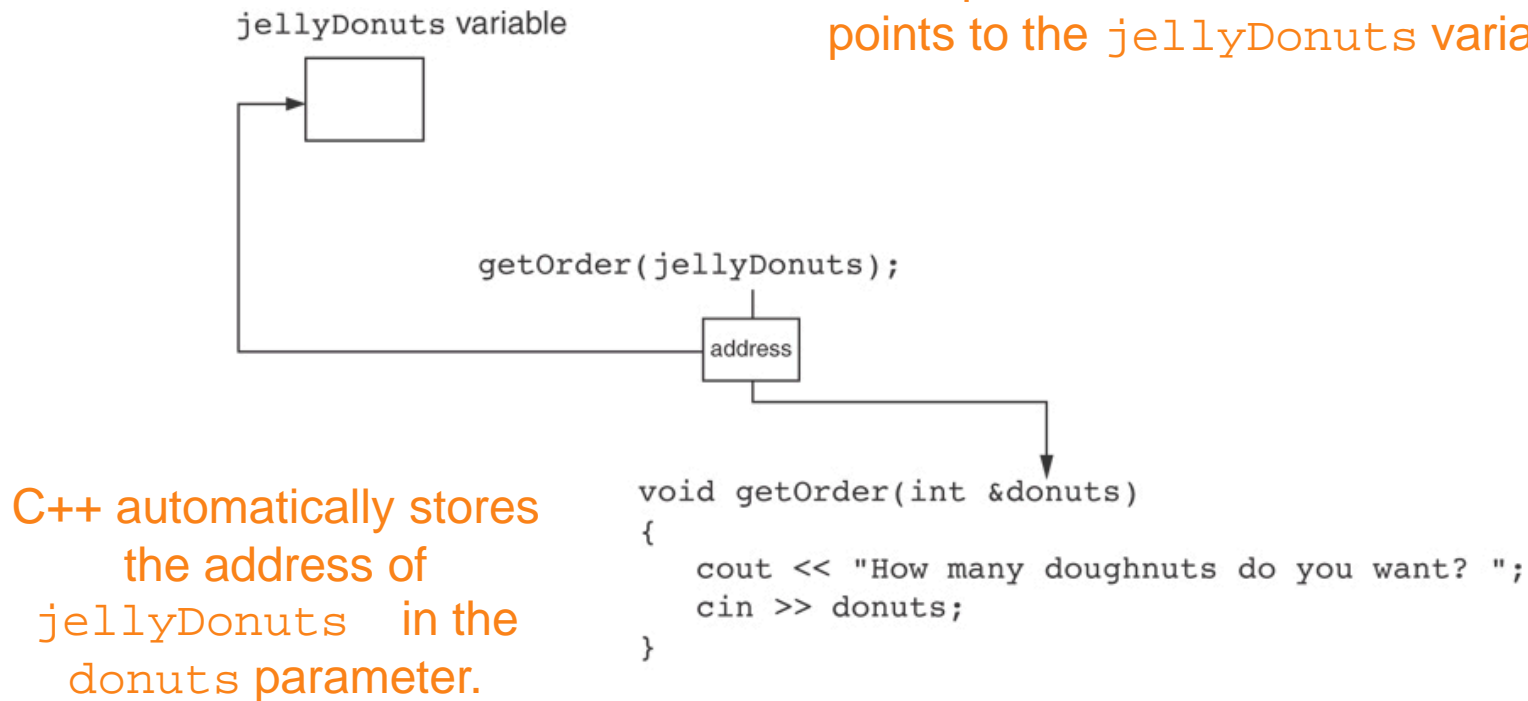 jellyDonuts variable
points to the jellyDonuts
getOrder(jellyDonuts);
address
C++ automatically stores
the address of
jellyDonuts in the
donuts parameter.
void getOrder(int &donuts)
{
cout << "How many doughnuts do you want? ";
cin >> donuts;
}